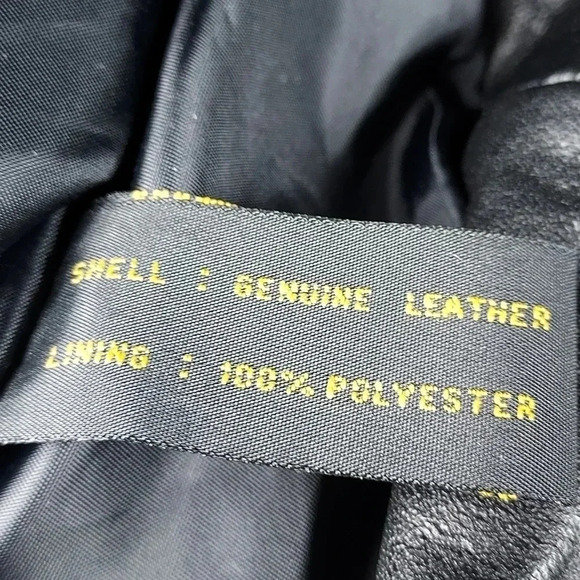 SHELL : GENUINE LEATHER
LINING : 100% POLYESTER